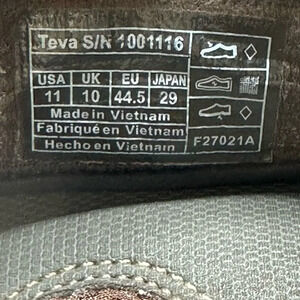 Teva S/N 1001116
USA UK EU JAPAN
11 10 44.5 29
Made in Vietnam
Fabriqué en Vietnam
Hecho en Vietnam
F27021A